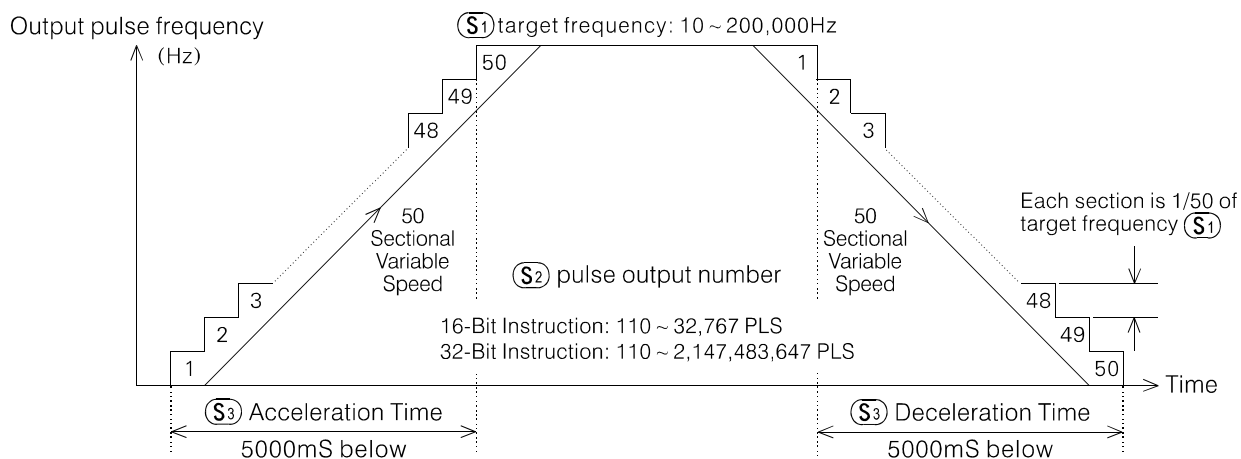 Output pulse frequency
(Hz)
S1 target frequency: 10 ~ 200,000Hz
50
49
48
1
2
3
50
Sectional
Variable
Speed
50
Sectional
Variable
Speed
Each section is 1/50 of
target frequency S1
S2 pulse output number
16-Bit Instruction: 110 ~ 32,767 PLS
32-Bit Instruction: 110 ~ 2,147,483,647 PLS
3
2
1
48
49
50
Time
S3 Acceleration Time
5000mS below
S3 Deceleration Time
5000mS below